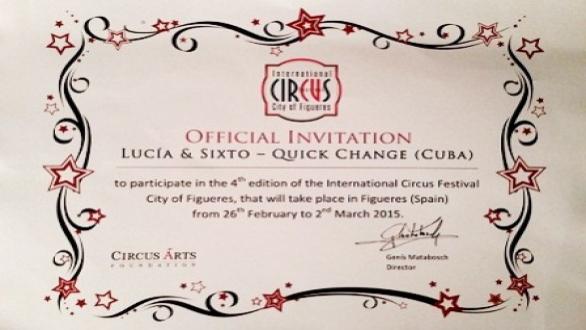 International
CIRCUS
City of Figueres
OFFICIAL INVITATION
LUCÍA & SIXTO – QUICK CHANGE (CUBA)
to participate in the 4th edition of the International Circus Festival
City of Figueres, that will take place in Figueres (Spain)
from 26th February to 2nd March 2015.
Genís Matabosch
Director
CIRCUS ARTS
FOUNDATION